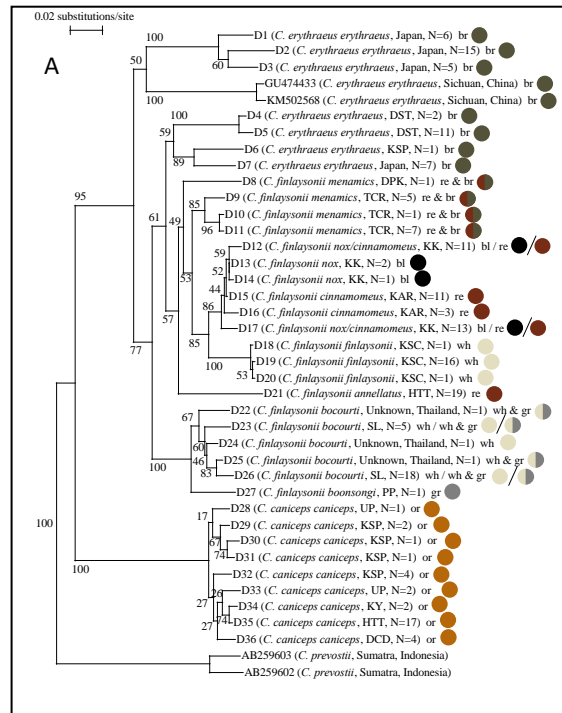 0.02 substitutions/site
A
D1 (C. erythraeus erythraeus, Japan, N=6) br
D2 (C. erythraeus erythraeus, Japan, N=15) br
D3 (C. erythraeus erythraeus, Japan, N=5) br
GU474433 (C. erythraeus erythraeus, Sichuan, China) br
KM502568 (C. erythraeus erythraeus, Sichuan, China) br
D4 (C. erythraeus erythraeus, DST, N=2) br
D5 (C. erythraeus erythraeus, DST, N=11) br
D6 (C. erythraeus erythraeus, KSP, N=1) br
D7 (C. erythraeus erythraeus, Japan, N=7) br
D8 (C. finlaysonii menamics, DPK, N=1) re & br
D9 (C. finlaysonii menamics, TCR, N=5) re & br
D10 (C. finlaysonii menamics, TCR, N=1) re & br
D11 (C. finlaysonii menamics, TCR, N=7) re & br
D12 (C. finlaysonii nox/cinnamomeus, KK, N=11) bl / re /
D13 (C. finlaysonii nox, KK, N=2) bl
D14 (C. finlaysonii nox, KK, N=1) bl
D15 (C. finlaysonii cinnamomeus, KAR, N=11) re
D16 (C. finlaysonii cinnamomeus, KAR, N=3) re
D17 (C. finlaysonii nox/cinnamomeus, KK, N=13) bl / re /
D18 (C. finlaysonii finlaysonii, KSC, N=1) wh
D19 (C. finlaysonii finlaysonii, KSC, N=16) wh
D20 (C. finlaysonii finlaysonii, KSC, N=1) wh
D21 (C. finlaysonii annellatus, HTT, N=19) re
D22 (C. finlaysonii bocourti, Unknown, Thailand, N=1) wh & gr
D23 (C. finlaysonii bocourti, SL, N=5) wh / wh & gr /
D24 (C. finlaysonii bocourti, Unknown, Thailand, N=1) wh
D25 (C. finlaysonii bocourti, Unknown, Thailand, N=1) wh & gr
D26 (C. finlaysonii bocourti, SL, N=18) wh / wh & gr /
D27 (C. finlaysonii boonsongi, PP, N=1) gr
D28 (C. caniceps caniceps, UP, N=1) or
D29 (C. caniceps caniceps, KSP, N=2) or
D30 (C. caniceps caniceps, KSP, N=1) or
D31 (C. caniceps caniceps, KSP, N=1) or
D32 (C. caniceps caniceps, KSP, N=4) or
D33 (C. caniceps caniceps, UP, N=2) or
D34 (C. caniceps caniceps, KY, N=2) or
D35 (C. caniceps caniceps, HTT, N=17) or
D36 (C. caniceps caniceps, DCD, N=4) or
AB259603 (C. prevostii, Sumatra, Indonesia)
AB259602 (C. prevostii, Sumatra, Indonesia)
100
60
50
100
100
59
89
95
61
49
85
96
53
59
52
44
86
57
85
100
53
77
67
60
46
83
100
17
67
74
100
27
26
74
27
100